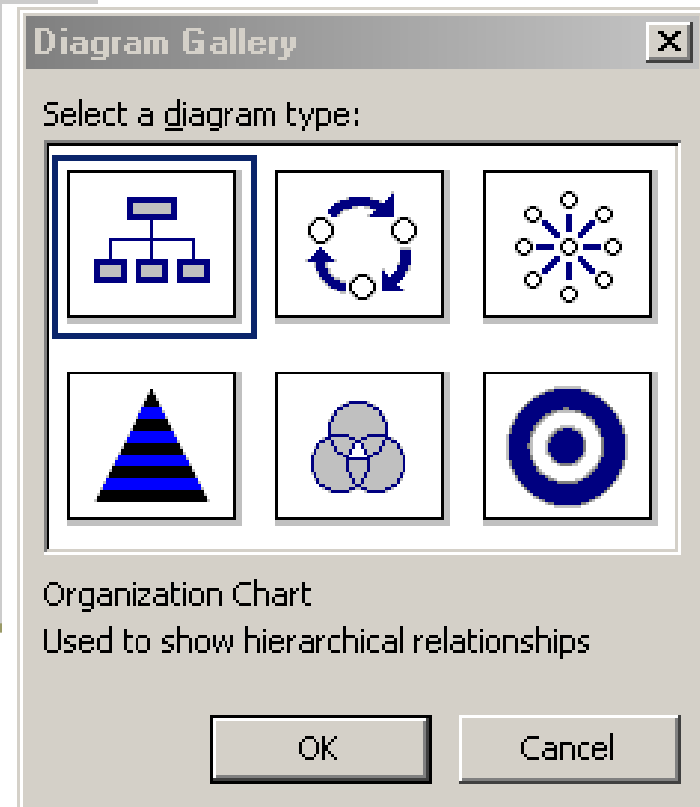 Diagram Gallery
Select a diagram type:
Organization Chart
Used to show hierarchical relationships
OK
Cancel